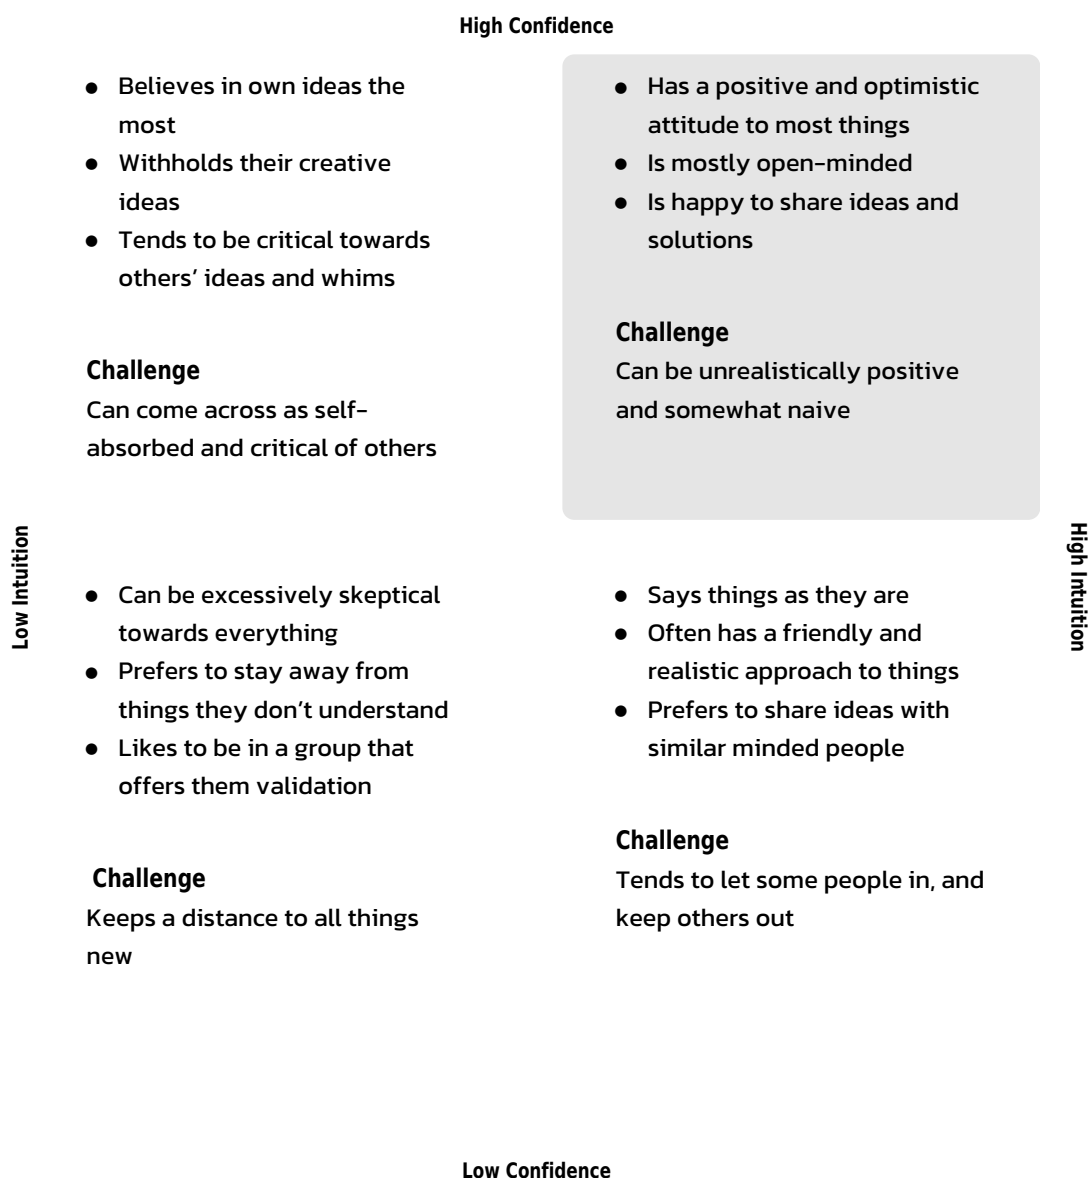 High Confidence
● Believes in own ideas the
most
● Withholds their creative
ideas
● Tends to be critical towards
others’ ideas and whims
Challenge
Can come across as self-
absorbed and critical of others
● Has a positive and optimistic
attitude to most things
● Is mostly open-minded
● Is happy to share ideas and
solutions
Challenge
Can be unrealistically positive
and somewhat naive
Low Intuition
High Intuition
● Can be excessively skeptical
towards everything
● Prefers to stay away from
things they don’t understand
● Likes to be in a group that
offers them validation
Challenge
Keeps a distance to all things
new
● Says things as they are
● Often has a friendly and
realistic approach to things
● Prefers to share ideas with
similar minded people
Challenge
Tends to let some people in, and
keep others out
Low Confidence